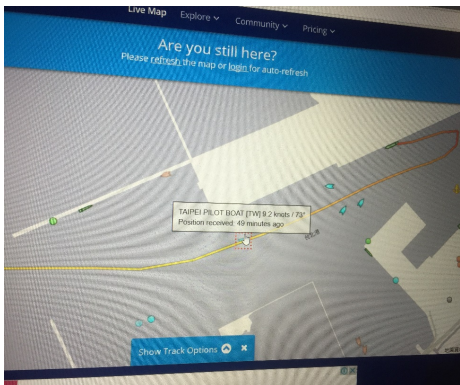 Live Map
Explore
Community
Pricing
Are you still here?
Please refresh the map or login for auto-refresh
TAIPEI PILOT BOAT [TW] 9.2 knots / 73°
Position received: 49 minutes ago
Show Track Options